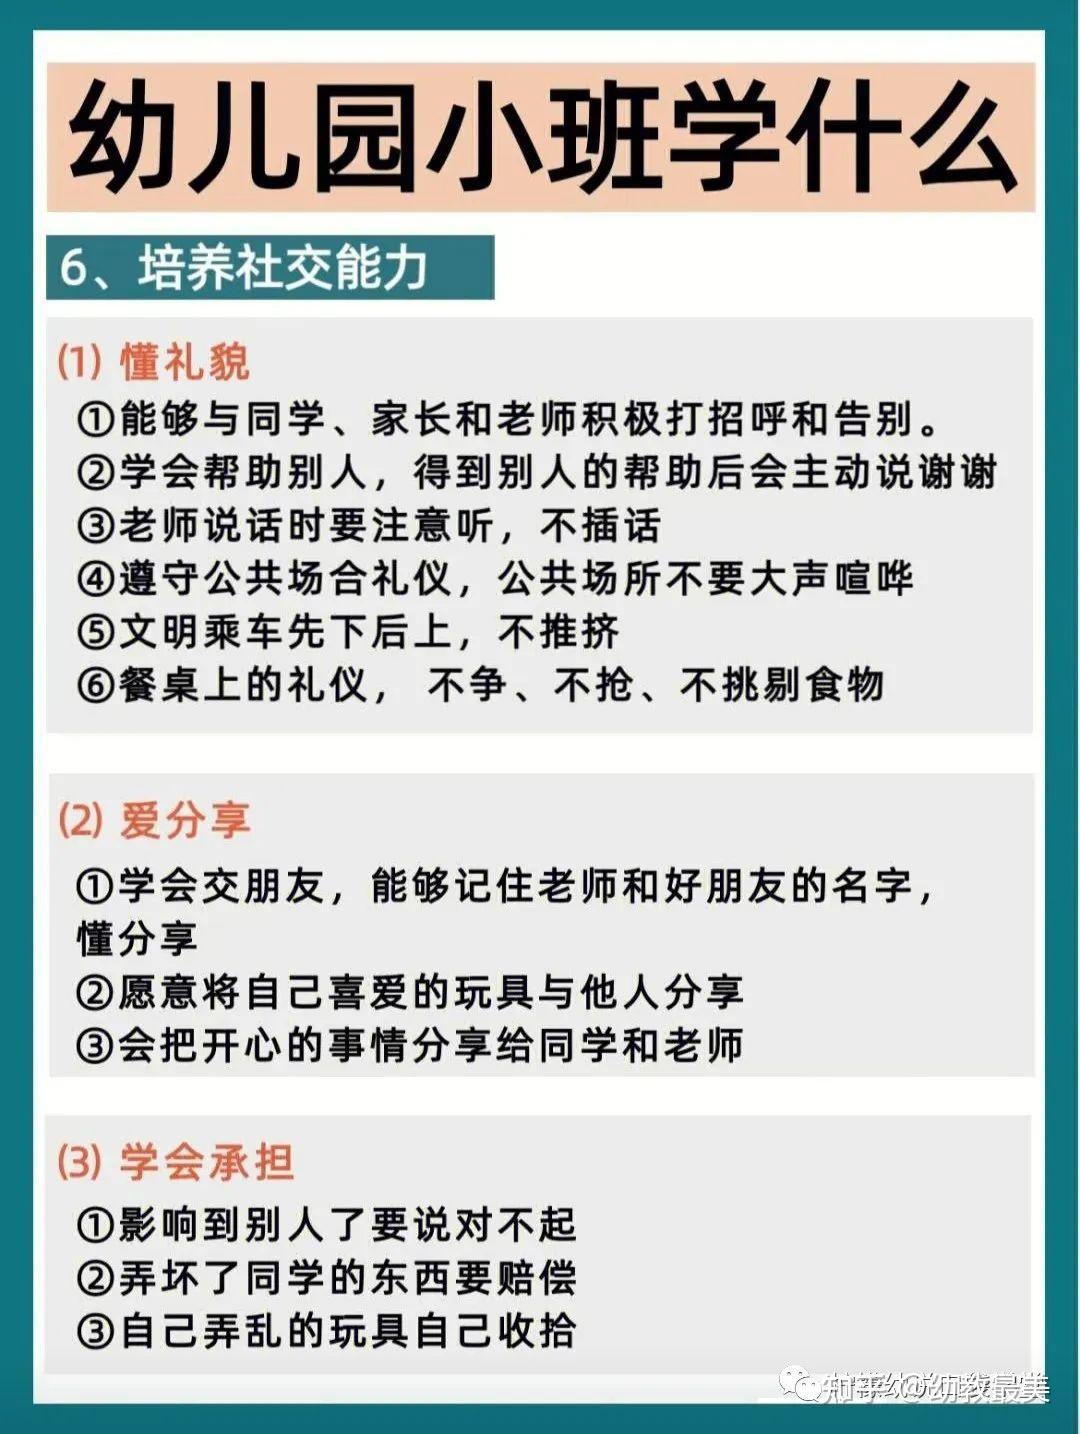 幼儿园小班学什么
6、培养社交能力
(1) 懂礼貌
①能够与同学、家长和老师积极打招呼和告别。
②学会帮助别人，得到别人的帮助后会主动说谢谢
③老师说话时要注意听，不插话
④遵守公共场合礼仪，公共场所不要大声喧哗
⑤文明乘车先下后上，不推挤
⑥餐桌上的礼仪， 不争、不抢、不挑剔食物
(2) 爱分享
①学会交朋友，能够记住老师和好朋友的名字，
懂分享
②愿意将自己喜爱的玩具与他人分享
③会把开心的事情分享给同学和老师
(3) 学会承担
①影响到别人了要说对不起
②弄坏了同学的东西要赔偿
③自己弄乱的玩具自己收拾
知乎 @幼教最美